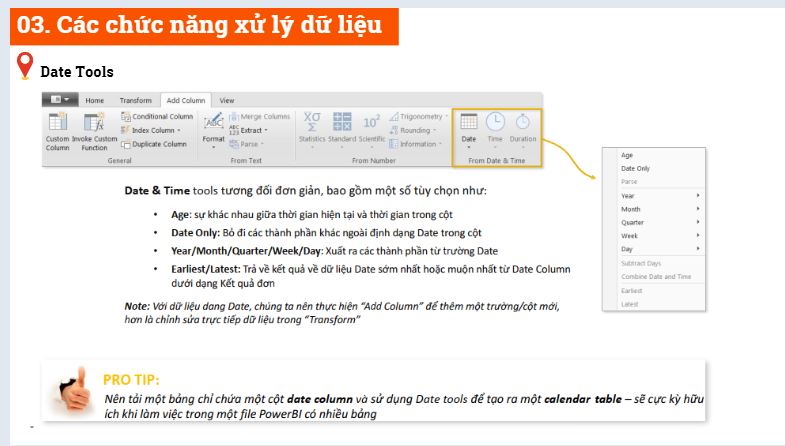 03. Các chức năng xử lý dữ liệu
Date Tools
Home Transform Add Column View
Custom Column
Invoke Custom Function
Conditional Column
Index Column
Duplicate Column
General
Format
Merge Columns
Extract
Parse
From Text
Statistics Standard Scientific
Trigonometry
Rounding
Information
From Number
Date Time Duration
From Date & Time
Age
Date Only
Parse
Year
Month
Quarter
Week
Day
Subtract Days
Combine Date and Time
Earliest
Latest
Date & Time tools tương đối đơn giản, bao gồm một số tùy chọn như:
• Age: sự khác nhau giữa thời gian hiện tại và thời gian trong cột
• Date Only: Bỏ đi các thành phần khác ngoài định dạng Date trong cột
• Year/Month/Quarter/Week/Day: Xuất ra các thành phần từ trường Date
• Earliest/Latest: Trả về kết quả về dữ liệu Date sớm nhất hoặc muộn nhất từ Date Column
dưới dạng Kết quả đơn
Note: Với dữ liệu dang Date, chúng ta nên thực hiện “Add Column” để thêm một trường/cột mới,
hơn là chỉnh sửa trực tiếp dữ liệu trong “Transform”
PRO TIP:
Nên tải một bảng chỉ chứa một cột date column và sử dụng Date tools để tạo ra một calendar table – sẽ cực kỳ hữu
ích khi làm việc trong một file PowerBI có nhiều bảng